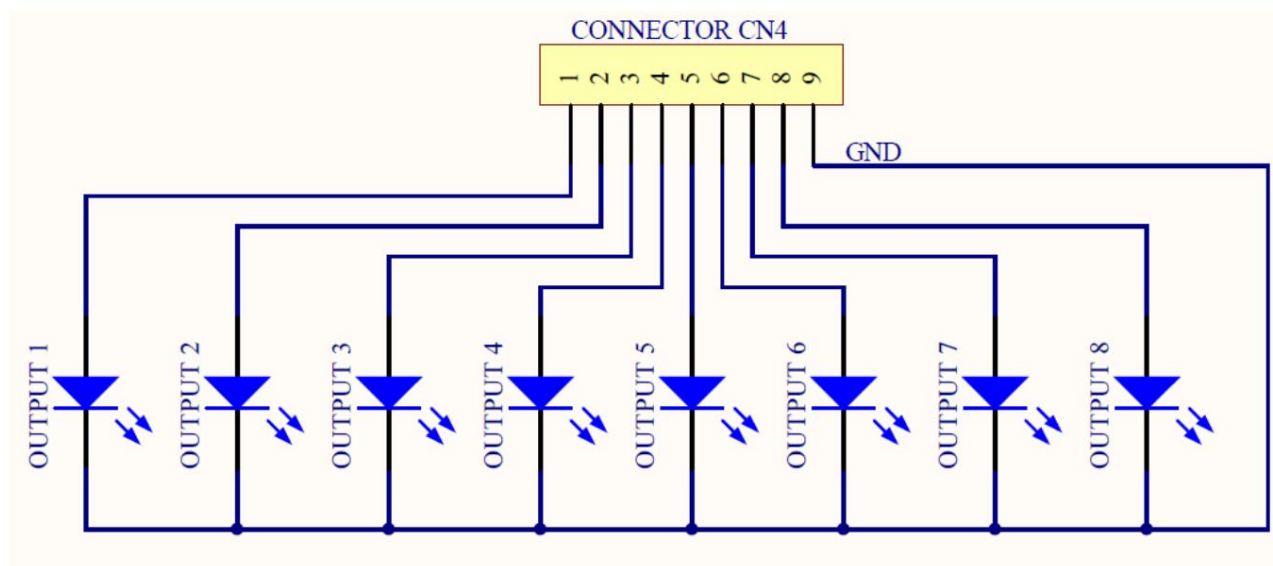 CONNECTOR CN4
1 2 3 4 5 6 7 8 9
GND
OUTPUT 1
OUTPUT 2
OUTPUT 3
OUTPUT 4
OUTPUT 5
OUTPUT 6
OUTPUT 7
OUTPUT 8